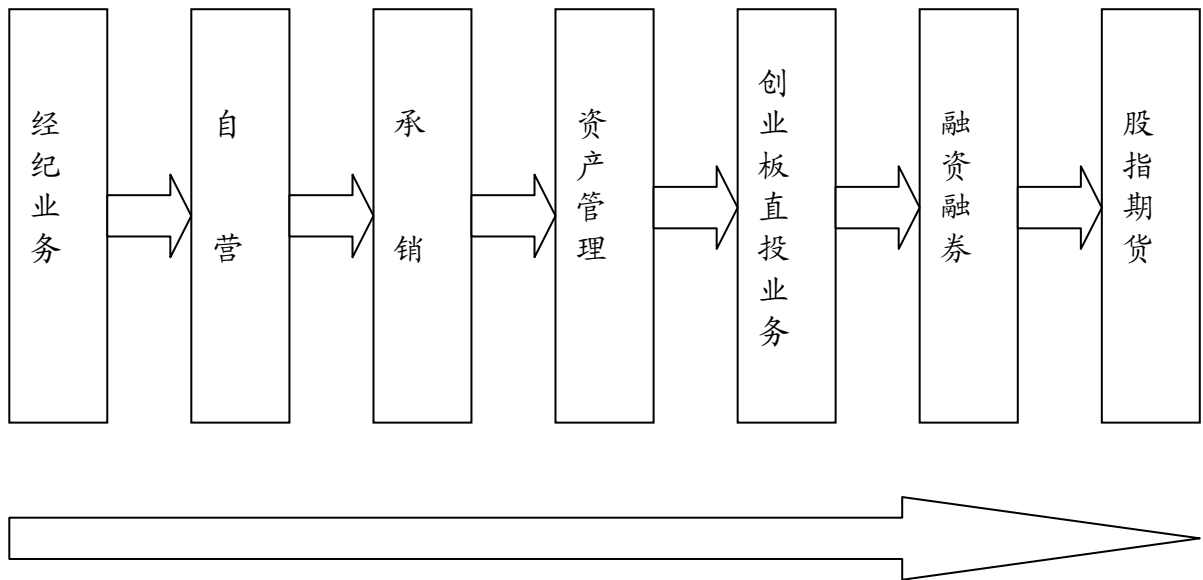 经纪业务
自营
承销
资产管理
创业板直投业务
融资融券
股指期货